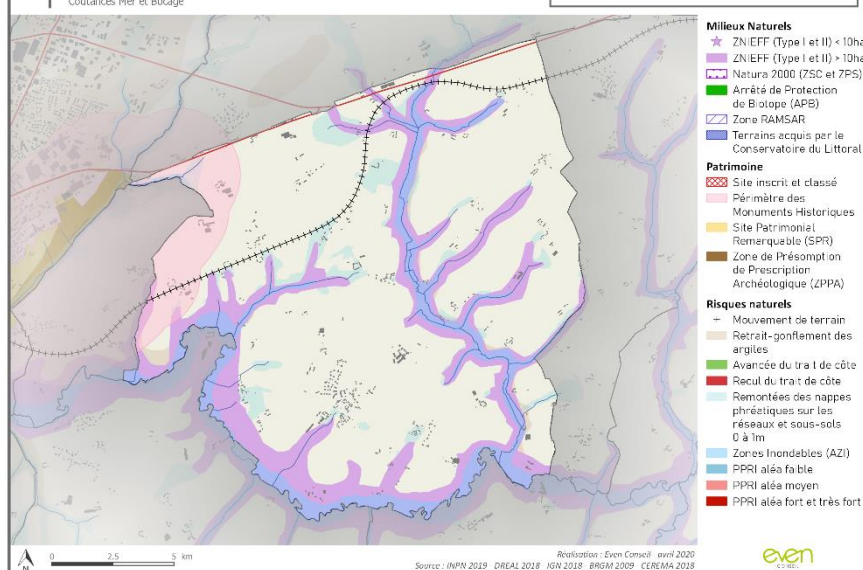 Coutances Mer et Bocage
Milieux Naturels
ZNIEFF (Type I et II) < 10ha
ZNIEFF (Type I et II) > 10ha
Natura 2000 (ZSC et ZPS)
Arrêté de Protection
de Biotope (APB)
Zone RAMSAR
Terrains acquis par le
Conservatoire du Littoral
Patrimoine
Site inscrit et classé
Périmètre des
Monuments Historiques
Site Patrimonial
Remarquable (SPR)
Zone de Présomption
de Prescription
Archéologique (ZPPA)
Risques naturels
Mouvement de terrain
Retrait-gonflement des
argiles
Avancée du trait de côte
Recul du trait de côte
Remontées des nappes
phréatiques sur les
réseaux et sous-sols
0 à 1m
Zones Inondables (AZI)
PPRI aléa faible
PPRI aléa moyen
PPRI aléa fort et très fort
N
0 2.5 5 km
Réalisation : Even Conseil avril 2020
Source : INPN 2019 DREAL 2018 IGN 2018 BRGM 2009 CEREMA 2018
even
CONSEIL